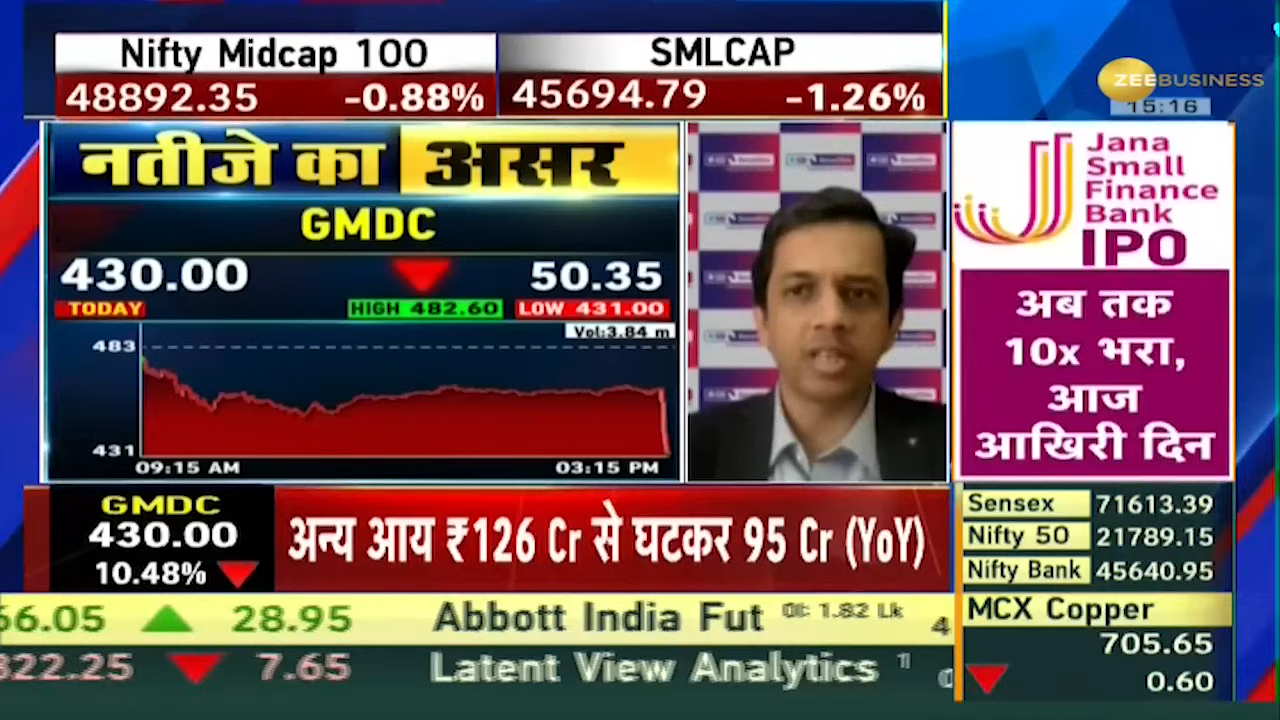 Nifty Midcap 100
48892.35 -0.88%
SMLCAP
45694.79 -1.26%
ZEEBUSINESS
15:16
नतीजे का असर
GMDC
430.00 50.35
TODAY HIGH 482.60 LOW 431.00
Vol:3.84 m
483
431
09:15 AM 03:15 PM
Jana
Small
Finance
Bank
IPO
अब तक
10x भरा,
आज
आखिरी दिन
GMDC
430.00
10.48%
अन्य आय ₹126 Cr से घटकर 95 Cr (YoY)
Sensex 71613.39
Nifty 50 21789.15
Nifty Bank 45640.95
MCX Copper
705.65
0.60
66.05 28.95 Abbott India Fut OI: 1.82 Lk 4
322.25 7.65 Latent View Analytics